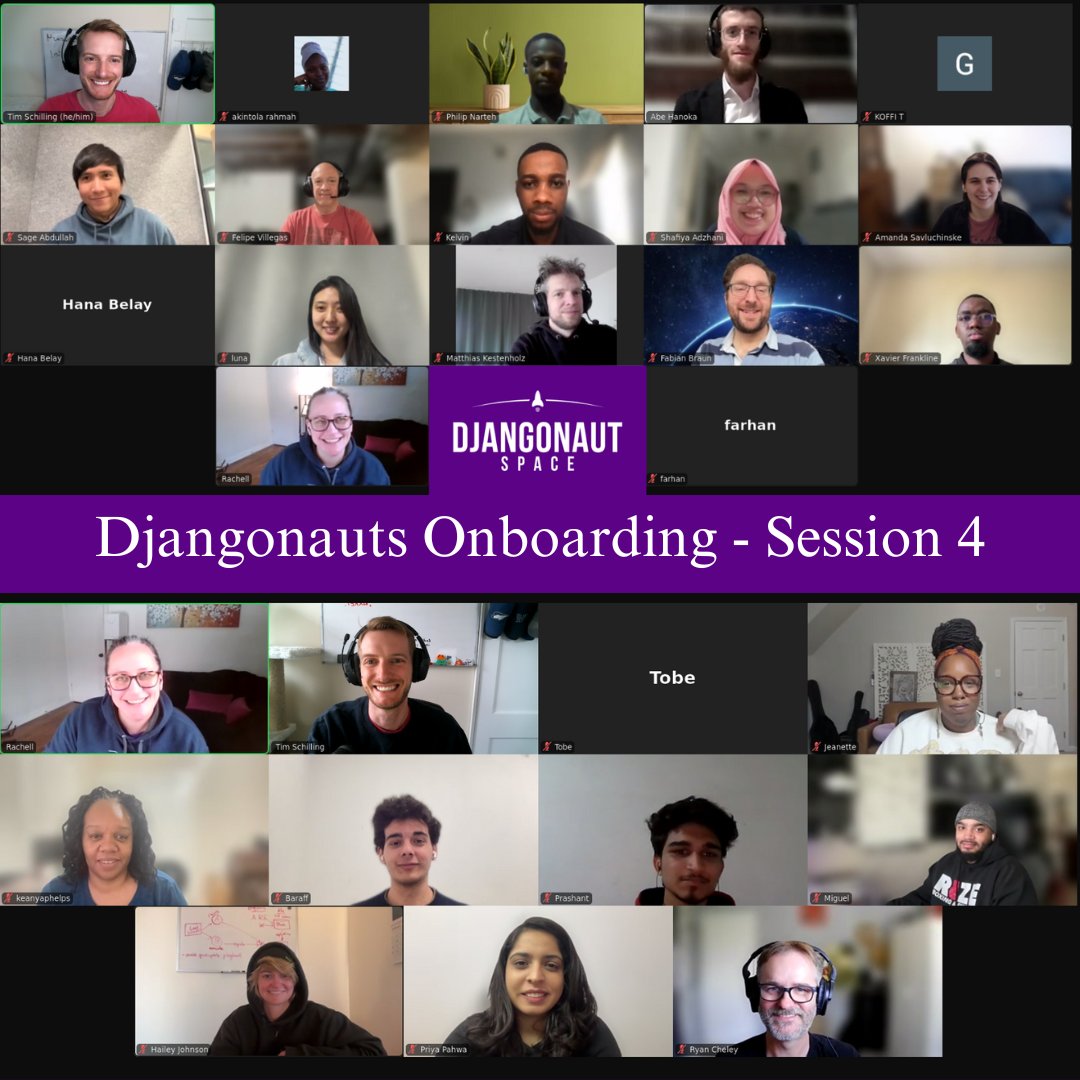 Tim Schilling (he/him)
akintola rahmah
Philip Narteh
Abe Hanoka
G
KOFFI T
Sage Abdullah
Felipe Villegas
Kelvin
Shafiya Adzhani
Amanda Savluchinske
Hana Belay
Hana Belay
luna
Matthias Kestenholz
Fabian Braun
Xavier Frankline
Rachell
DJANGONAUT
SPACE
farhan
farhan
Djangonauts Onboarding - Session 4
Rachell
Tim Schilling
Tobe
Tobe
Jeanette
keanyaphelps
Baraff
Prashant
Miguel
Hailey Johnson
Priya Pahwa
Ryan Cheley